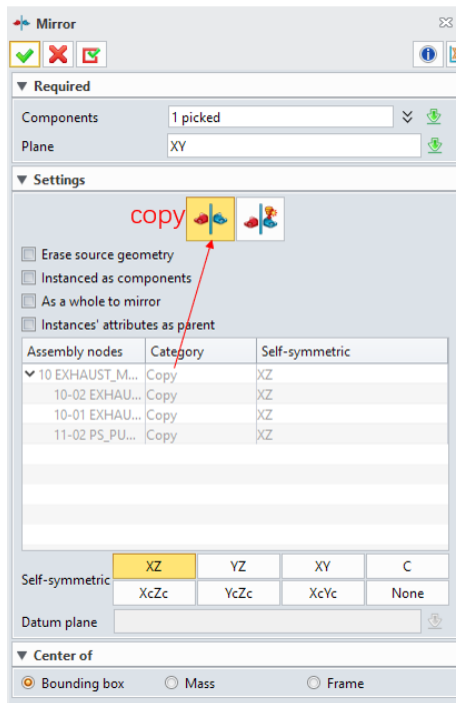 Mirror
Required
Components 1 picked
Plane XY
Settings
copy
Erase source geometry
Instanced as components
As a whole to mirror
Instances' attributes as parent
Assembly nodes Category Self-symmetric
10 EXHAUST_M... Copy XZ
10-02 EXHAU... Copy XZ
10-01 EXHAU... Copy XZ
11-02 PS_PU... Copy XZ
Self-symmetric XZ YZ XY C
XcZc YcZc XcYc None
Datum plane
Center of
Bounding box Mass Frame